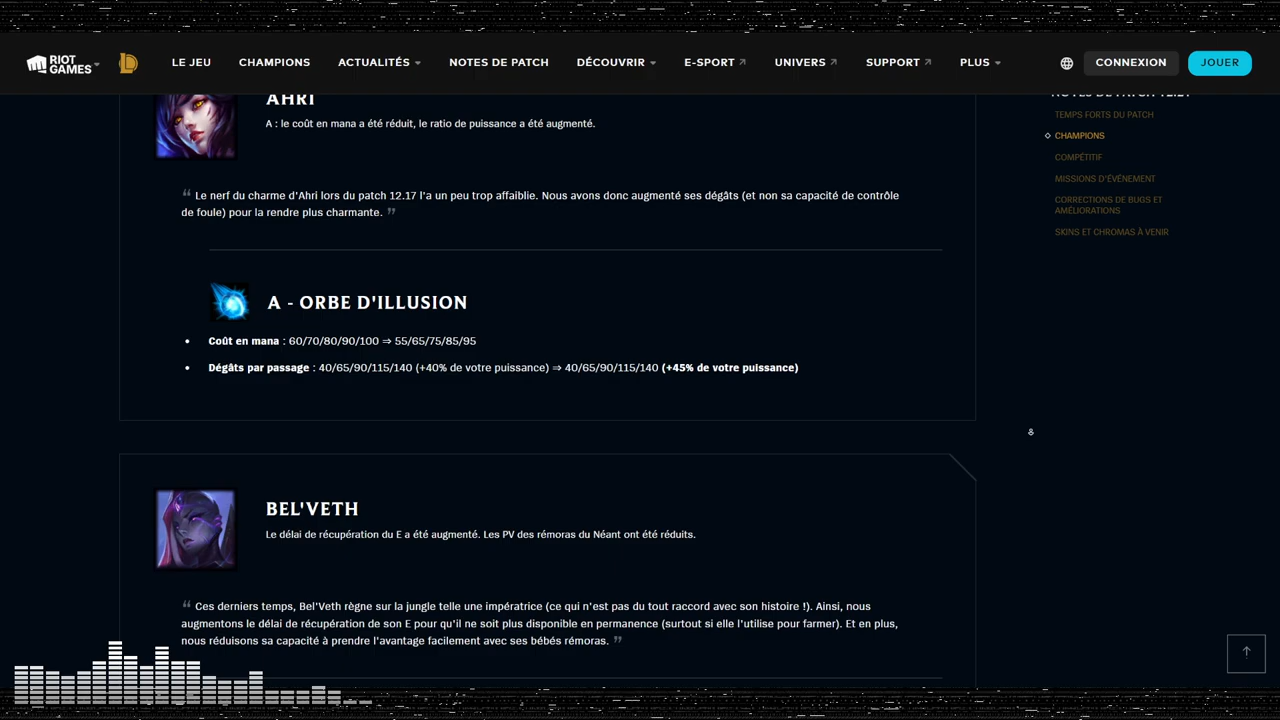 RIOT GAMES
LE JEU
CHAMPIONS
ACTUALITÉS
NOTES DE PATCH
DÉCOUVRIR
E-SPORT
UNIVERS
SUPPORT
PLUS
CONNEXION
JOUER
AHRI
A : le coût en mana a été réduit, le ratio de puissance a été augmenté.
“ Le nerf du charme d'Ahri lors du patch 12.17 l'a un peu trop affaiblie. Nous avons donc augmenté ses dégâts (et non sa capacité de contrôle
de foule) pour la rendre plus charmante. ”
A - ORBE D'ILLUSION
• Coût en mana : 60/70/80/90/100 ⇒ 55/65/75/85/95
• Dégâts par passage : 40/65/90/115/140 (+40% de votre puissance) ⇒ 40/65/90/115/140 (+45% de votre puissance)
BEL'VETH
Le délai de récupération du E a été augmenté. Les PV des rémoras du Néant ont été réduits.
“ Ces derniers temps, Bel'Veth règne sur la jungle telle une impératrice (ce qui n'est pas du tout raccord avec son histoire !). Ainsi, nous
augmentons le délai de récupération de son E pour qu'il ne soit plus disponible en permanence (surtout si elle l'utilise pour farmer). Et en plus,
nous réduisons sa capacité à prendre l'avantage facilement avec ses bébés rémoras. ”
NOTES DE PATCH 12.21
TEMPS FORTS DU PATCH
CHAMPIONS
COMPÉTITIF
MISSIONS D'ÉVÉNEMENT
CORRECTIONS DE BUGS ET
AMÉLIORATIONS
SKINS ET CHROMAS À VENIR